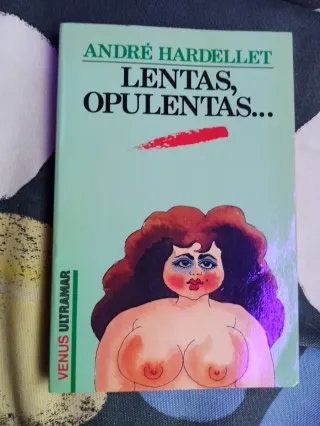 ANDRÉ HARDELLET
LENTAS,
OPULENTAS...
VENUS ULTRAMAR